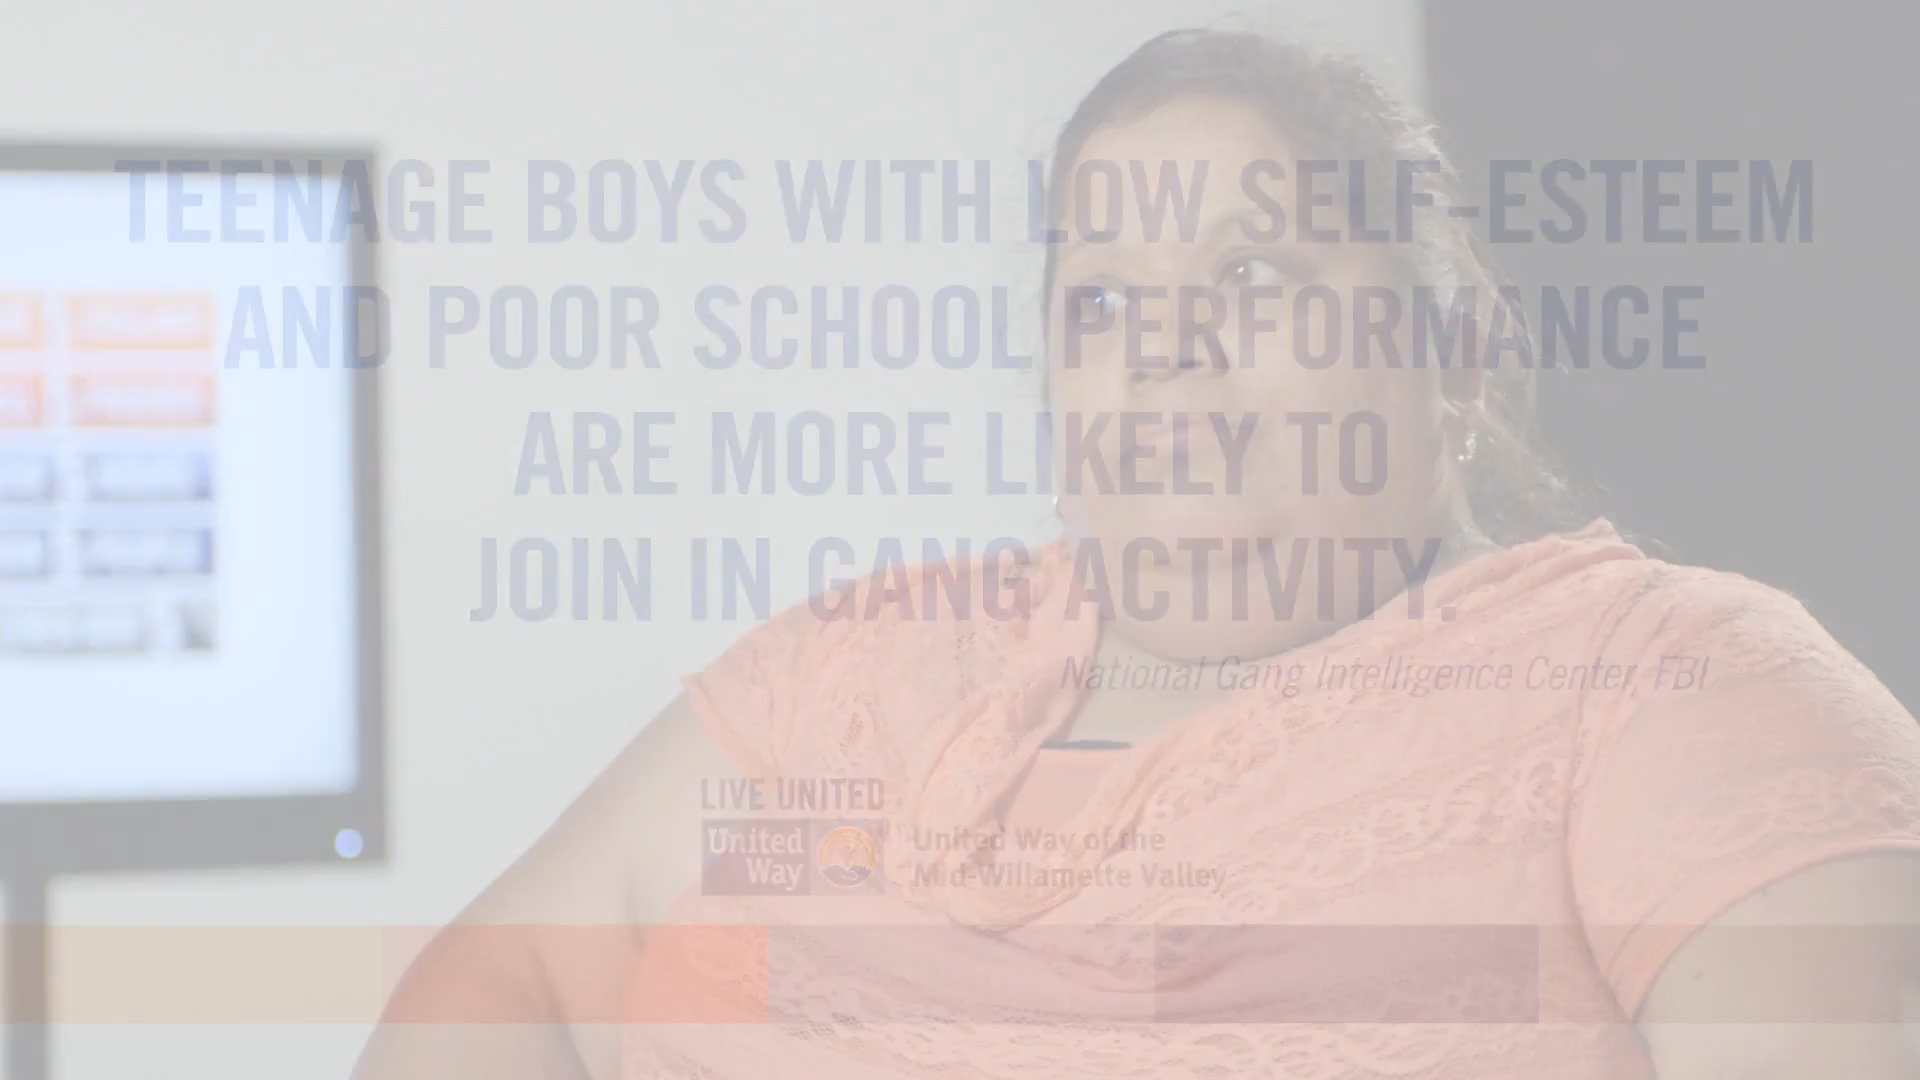 TEENAGE BOYS WITH LOW SELF-ESTEEM
AND POOR SCHOOL PERFORMANCE
ARE MORE LIKELY TO
JOIN IN GANG ACTIVITY.
National Gang Intelligence Center, FBI
LIVE UNITED
United
Way
United Way of the
Mid-Willamette Valley